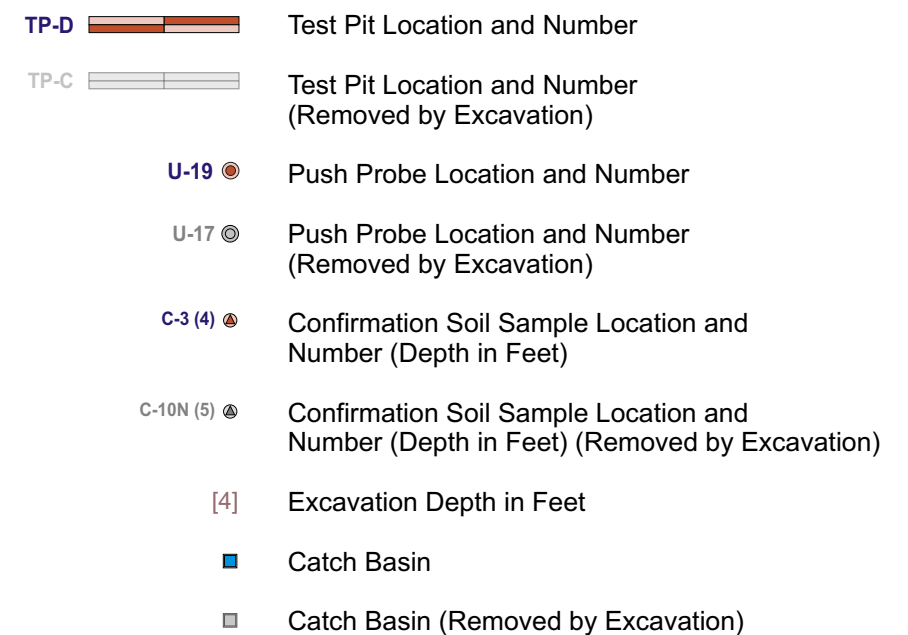 TP-D Test Pit Location and Number
TP-C Test Pit Location and Number
(Removed by Excavation)
U-19 Push Probe Location and Number
U-17 Push Probe Location and Number
(Removed by Excavation)
C-3 (4) Confirmation Soil Sample Location and
Number (Depth in Feet)
C-10N (5) Confirmation Soil Sample Location and
Number (Depth in Feet) (Removed by Excavation)
[4] Excavation Depth in Feet
Catch Basin
Catch Basin (Removed by Excavation)